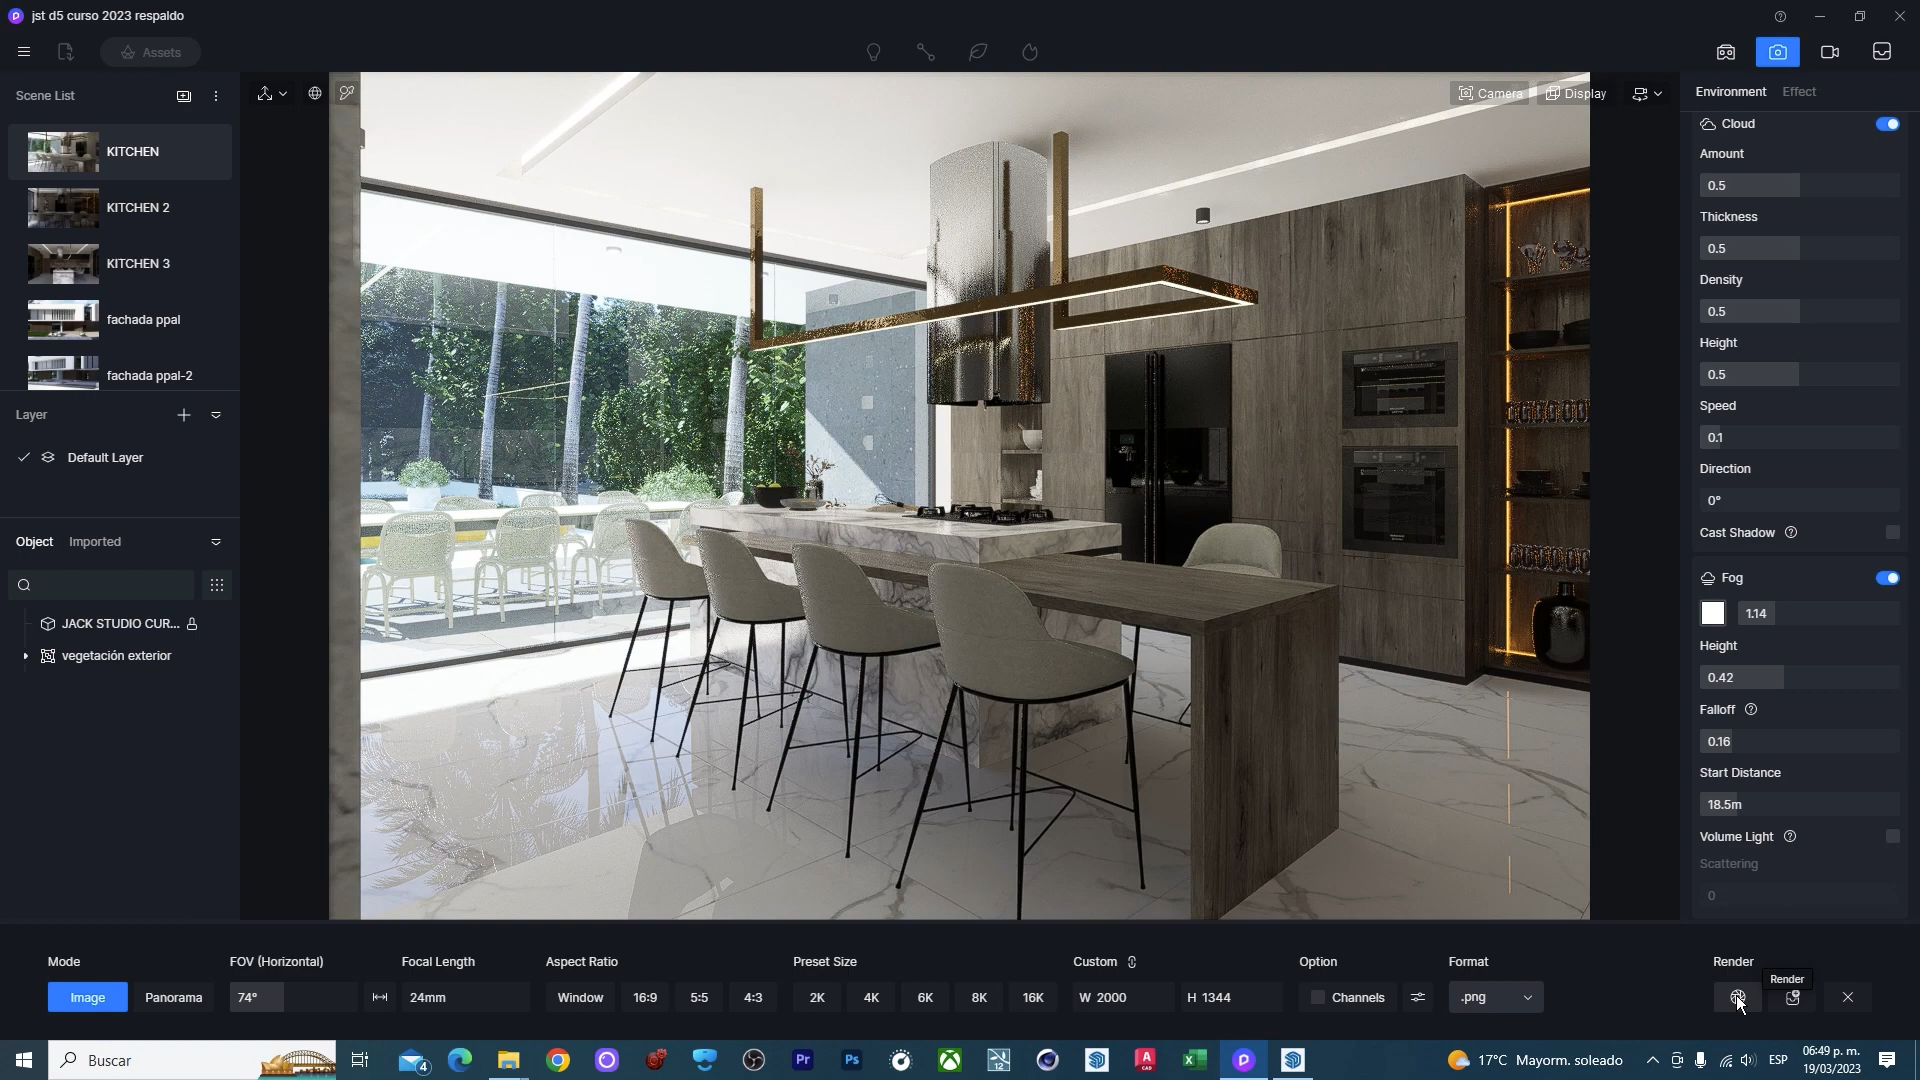 jst d5 curso 2023 respaldo
Assets
Scene List
KITCHEN
KITCHEN 2
KITCHEN 3
fachada ppal
fachada ppal-2
Layer
Default Layer
Object Imported
JACK STUDIO CUR...
vegetación exterior
Camera Display
Environment Effect
Cloud
Amount
0.5
Thickness
0.5
Density
0.5
Height
0.5
Speed
0.1
Direction
0°
Cast Shadow
Fog
1.14
Height
0.42
Falloff
0.16
Start Distance
18.5m
Volume Light
Scattering
0
Mode FOV (Horizontal) Focal Length Aspect Ratio Preset Size Custom Option Format Render
Render
Image Panorama 74° 24mm Window 16:9 5:5 4:3 2K 4K 6K 8K 16K W 2000 H 1344 Channels .png
Buscar
4
Pr
Ps
12
A
CAD
17°C Mayorm. soleado
ESP
06:49 p. m.
19/03/2023